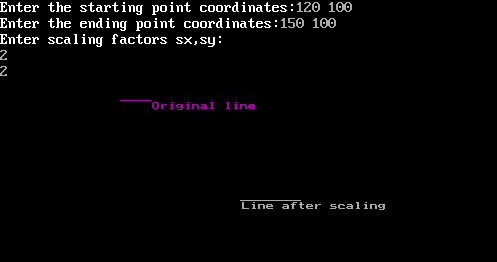 Enter the starting point coordinates:120 100
Enter the ending point coordinates:150 100
Enter scaling factors sx,sy:
2
2
Original line
Line after scaling